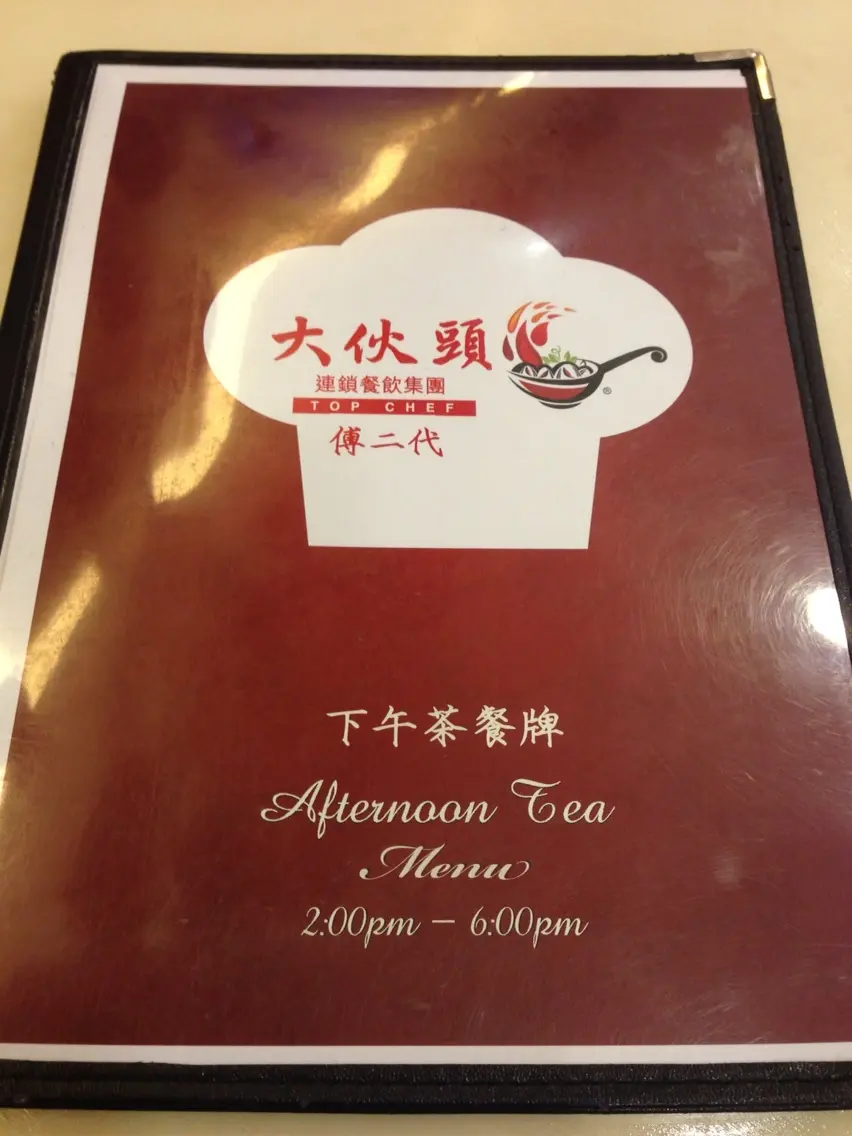 大伙頭
連鎖餐飲集團
TOP CHEF
傅二代
®
下午茶餐牌
Afternoon Tea
Menu
2:00pm – 6:00pm